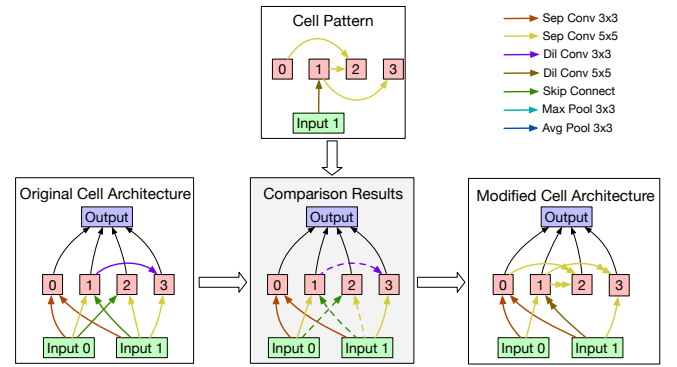 Cell Pattern
0 1 2 3
Input 1
Sep Conv 3x3
Sep Conv 5x5
Dil Conv 3x3
Dil Conv 5x5
Skip Connect
Max Pool 3x3
Avg Pool 3x3
Original Cell Architecture
Output
0 1 2 3
Input 0 Input 1
Comparison Results
Output
0 1 2 3
Input 0 Input 1
Modified Cell Architecture
Output
0 1 2 3
Input 0 Input 1